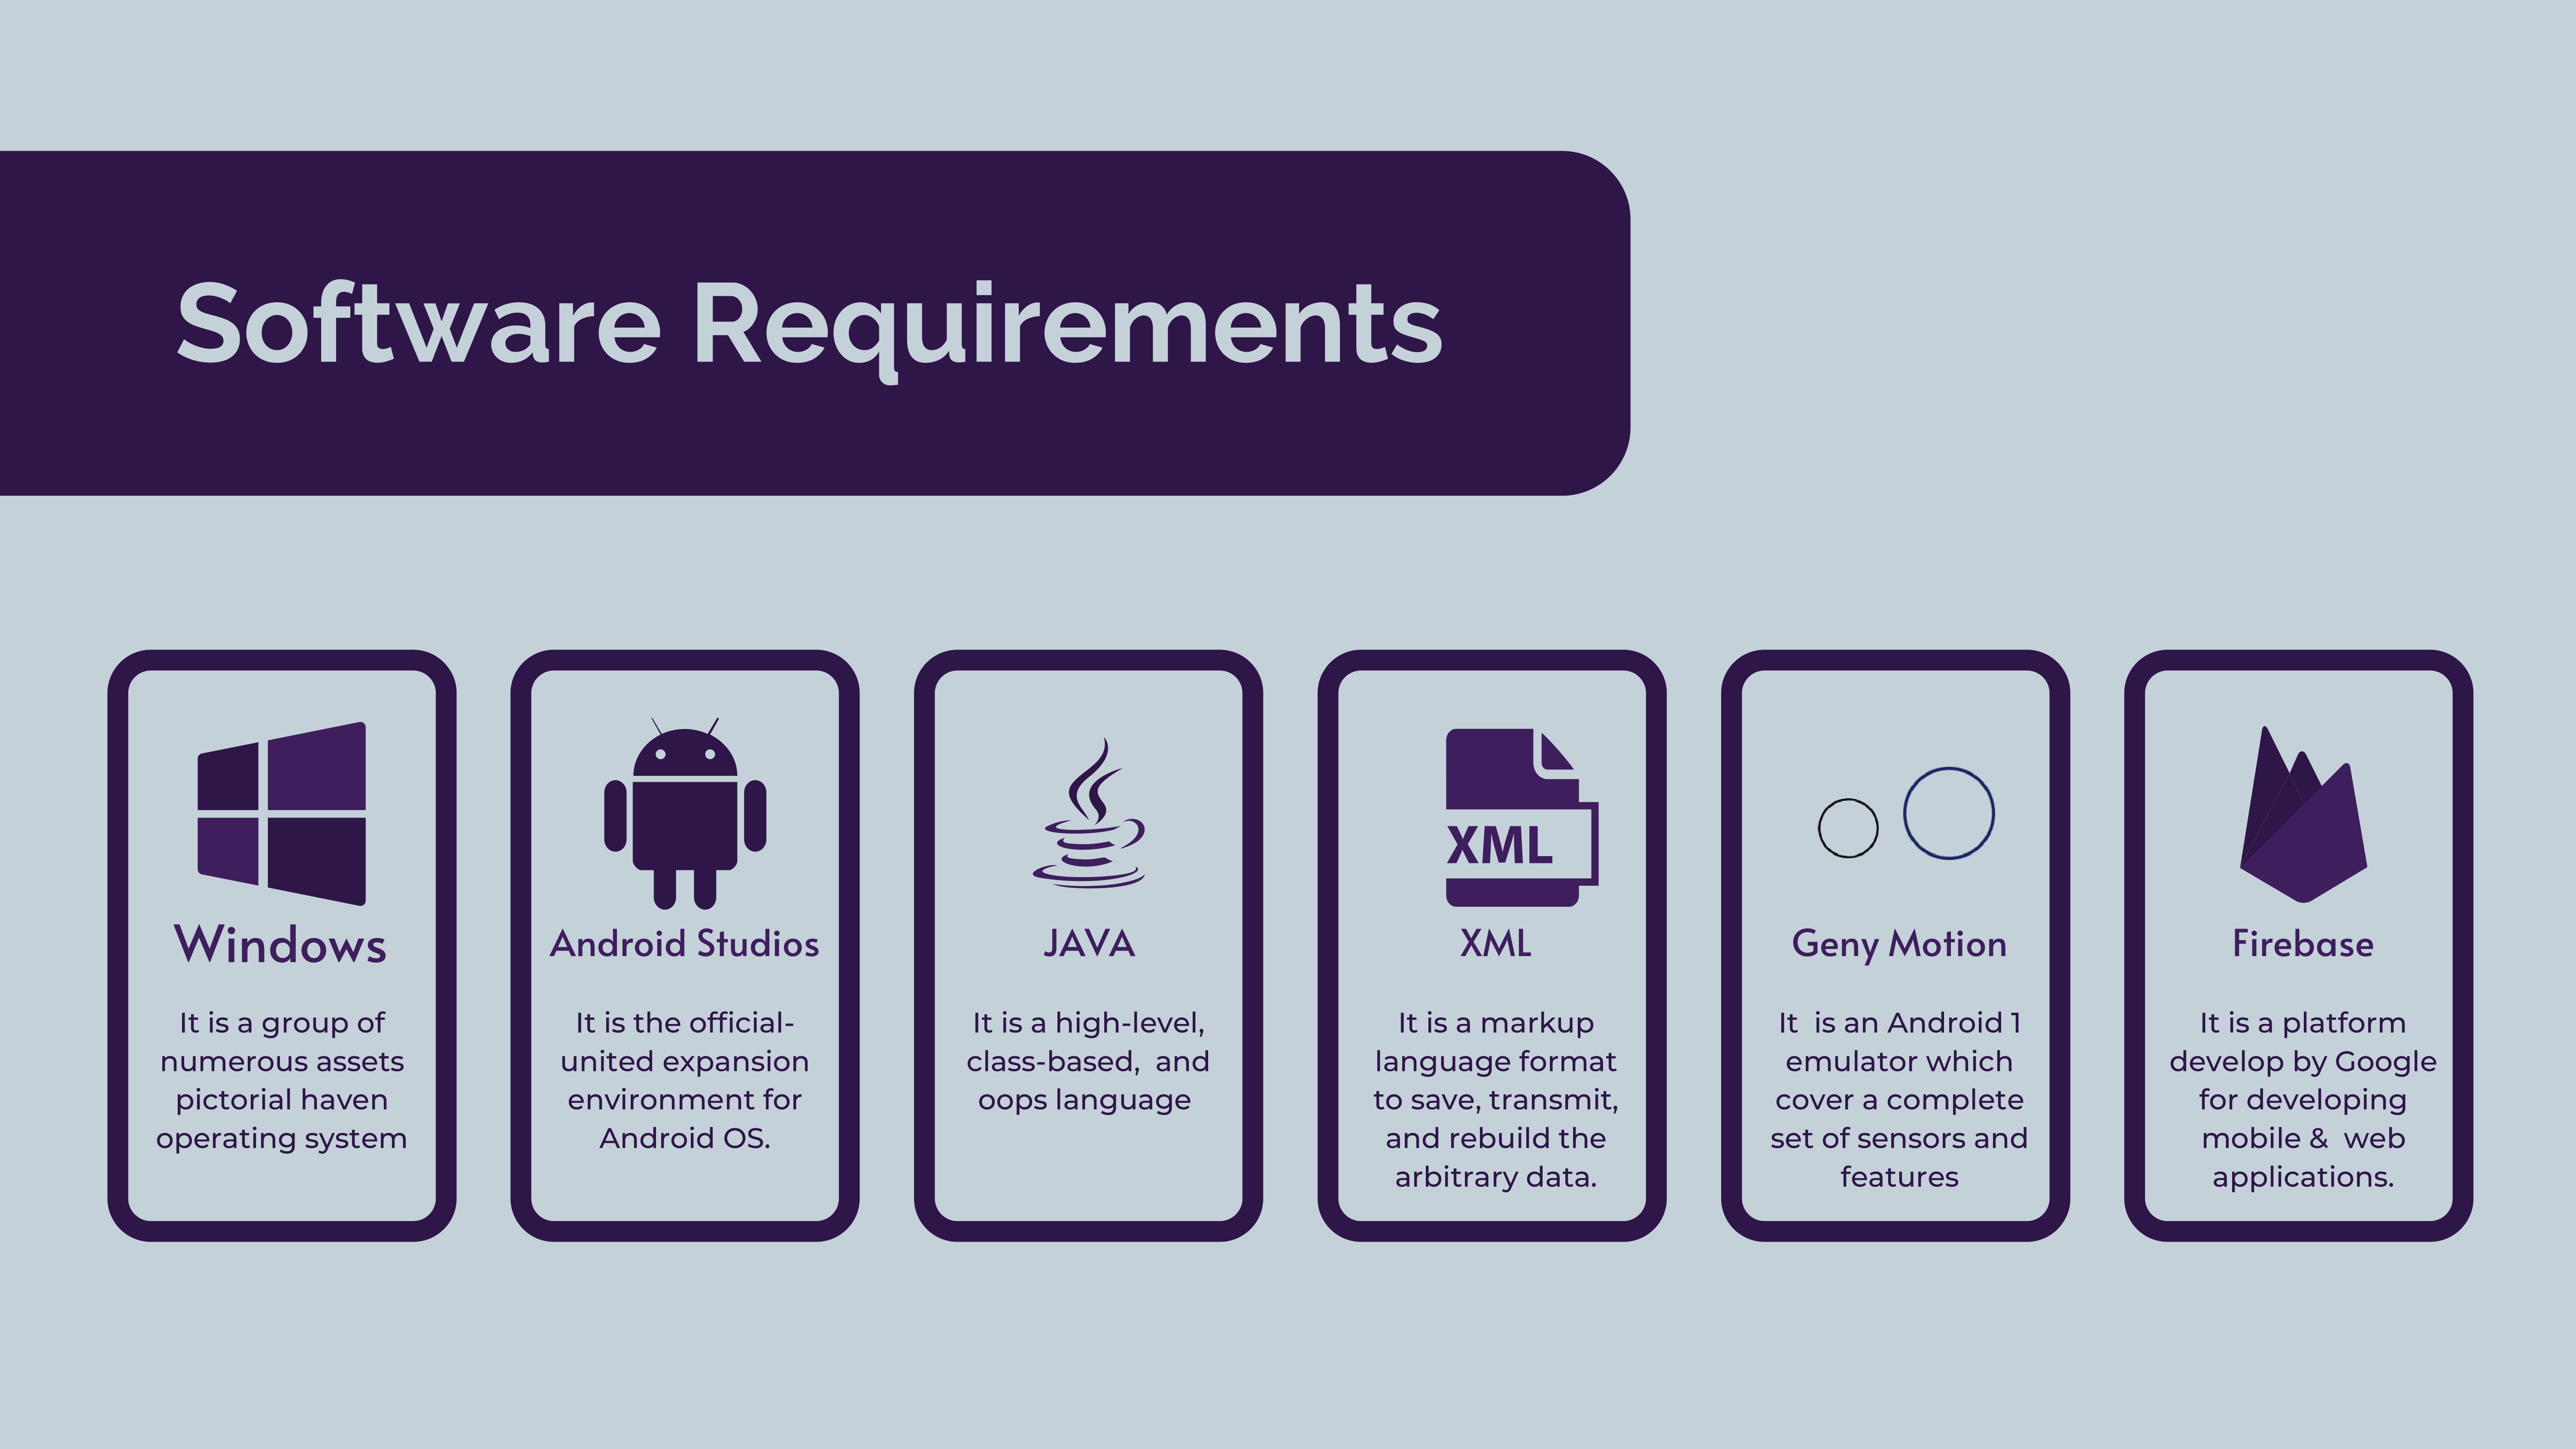 Software Requirements
Windows
It is a group of
numerous assets
pictorial haven
operating system
Android Studios
It is the official-
united expansion
environment for
Android OS.
JAVA
It is a high-level,
class-based,  and
oops language
XML
XML
It is a markup
language format
to save, transmit,
and rebuild the
arbitrary data.
Geny Motion
It  is an Android 1
emulator which
cover a complete
set of sensors and
features
Firebase
It is a platform
develop by Google
for developing
mobile &  web
applications.